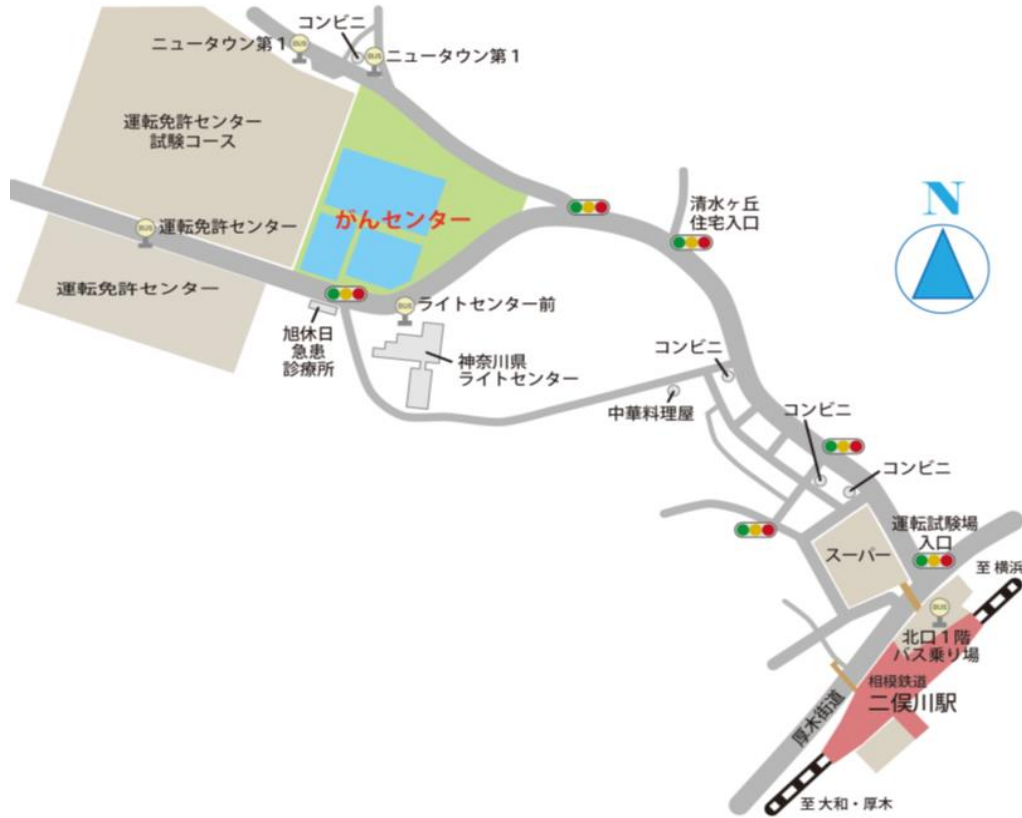 コンビニ
ニュータウン第1
BUS
BUS
ニュータウン第1
運転免許センター
試験コース
がんセンター
清水ヶ丘
住宅入口
N
BUS
運転免許センター
運転免許センター
BUS
ライトセンター前
旭休日
急患
診療所
神奈川県
ライトセンター
コンビニ
中華料理屋
コンビニ
コンビニ
運転試験場
入口
スーパー
至 横浜
BUS
北口1階
バス乗り場
相模鉄道
二俣川駅
厚木街道
至 大和・厚木